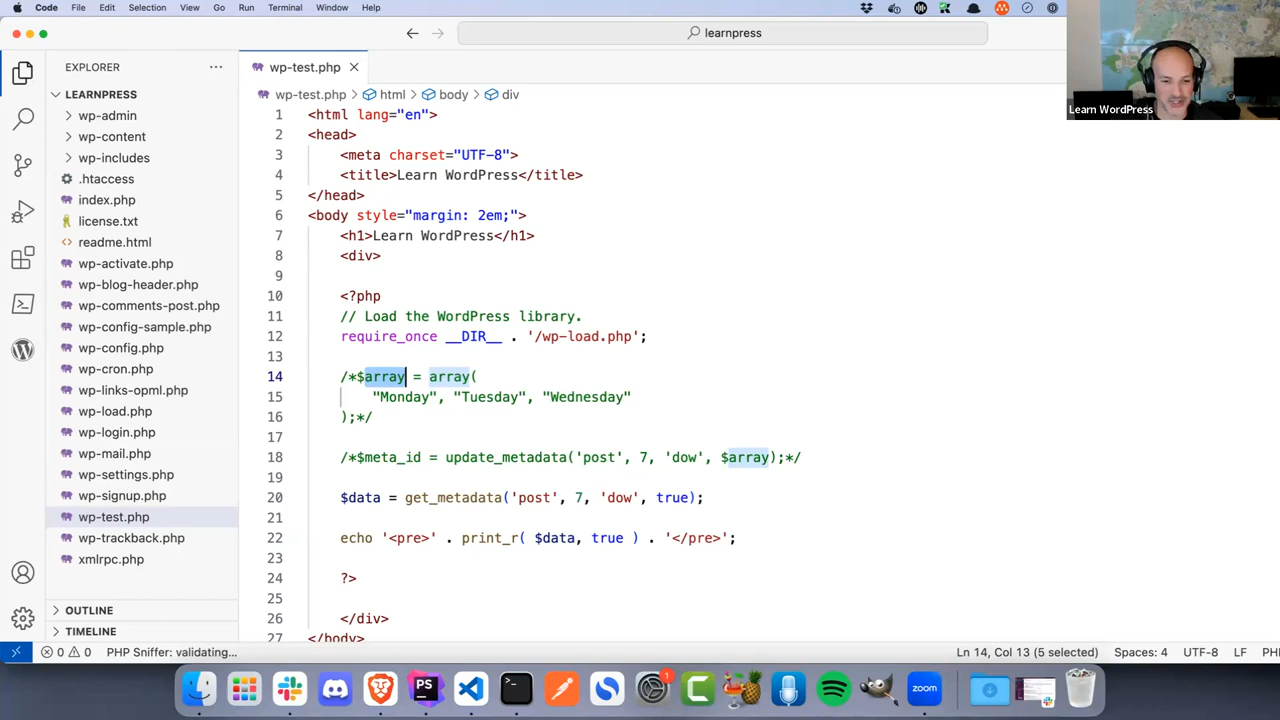 Code File Edit Selection View Go Run Terminal Window Help
learnpress
Learn WordPress
EXPLORER
LEARNPRESS
wp-admin
wp-content
wp-includes
.htaccess
index.php
license.txt
readme.html
wp-activate.php
wp-blog-header.php
wp-comments-post.php
wp-config-sample.php
wp-config.php
wp-cron.php
wp-links-opml.php
wp-load.php
wp-login.php
wp-mail.php
wp-settings.php
wp-signup.php
wp-test.php
wp-trackback.php
xmlrpc.php
OUTLINE
TIMELINE
wp-test.php
wp-test.php > html > body > div
1 <html lang="en">
2 <head>
3 <meta charset="UTF-8">
4 <title>Learn WordPress</title>
5 </head>
6 <body style="margin: 2em;">
7 <h1>Learn WordPress</h1>
8 <div>
9
10 <?php
11 // Load the WordPress library.
12 require_once __DIR__ . '/wp-load.php';
13
14 /*$array = array(
15 "Monday", "Tuesday", "Wednesday"
16 );*/
17
18 /*$meta_id = update_metadata('post', 7, 'dow', $array);*/
19
20 $data = get_metadata('post', 7, 'dow', true);
21
22 echo '<pre>' . print_r( $data, true ) . '</pre>';
23
24 ?>
25
26 </div>
27 </body>
0 0 PHP Sniffer: validating... Ln 14, Col 13 (5 selected) Spaces: 4 UTF-8 LF PH
PS
1
zoom